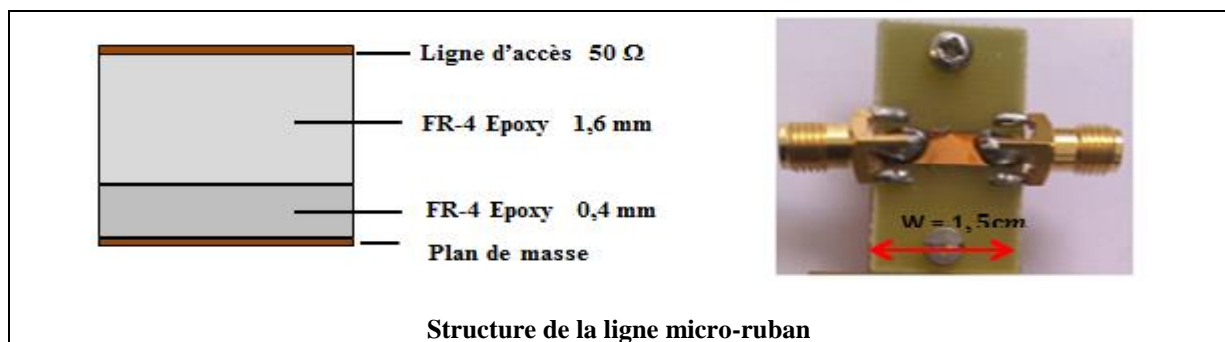 Ligne d'accès 50 Ω
FR-4 Epoxy 1,6 mm
FR-4 Epoxy 0,4 mm
Plan de masse
W = 1,5cm
Structure de la ligne micro-ruban